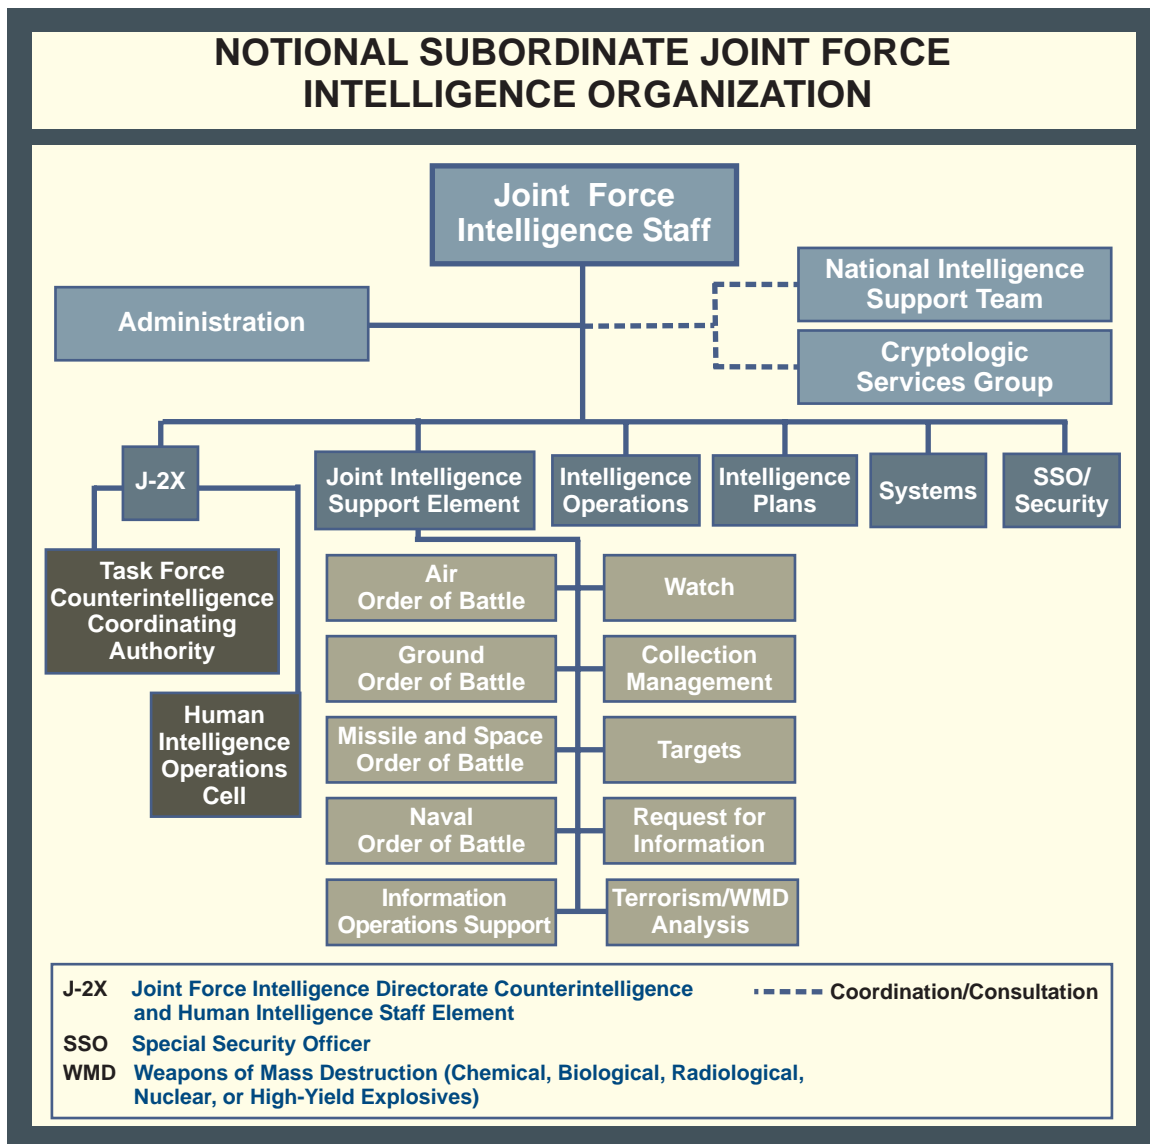 NOTIONAL SUBORDINATE JOINT FORCE
INTELLIGENCE ORGANIZATION
Joint Force
Intelligence Staff
National Intelligence
Support Team
Administration
Cryptologic
Services Group
J-2X
Joint Intelligence
Support Element
Intelligence
Operations
Intelligence
Plans
Systems
SSO/
Security
Task Force
Counterintelligence
Coordinating
Authority
Human
Intelligence
Operations
Cell
Air
Order of Battle
Watch
Ground
Order of Battle
Collection
Management
Missile and Space
Order of Battle
Targets
Naval
Order of Battle
Request for
Information
Information
Operations Support
Terrorism/WMD
Analysis
J-2X Joint Force Intelligence Directorate Counterintelligence
and Human Intelligence Staff Element
Coordination/Consultation
SSO Special Security Officer
WMD Weapons of Mass Destruction (Chemical, Biological, Radiological,
Nuclear, or High-Yield Explosives)